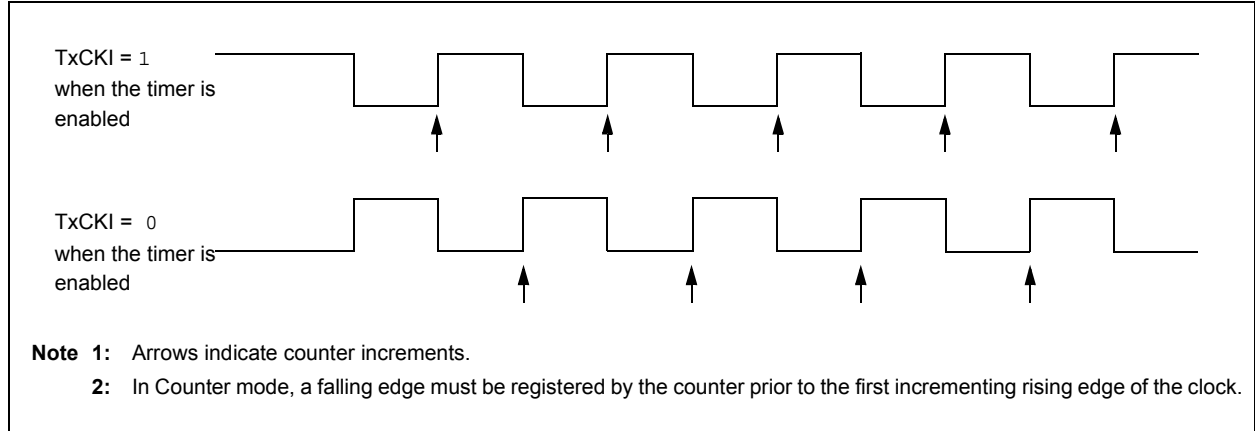 TxCKI = 1
when the timer is
enabled
TxCKI = 0
when the timer is
enabled
Note 1: Arrows indicate counter increments.
2: In Counter mode, a falling edge must be registered by the counter prior to the first incrementing rising edge of the clock.